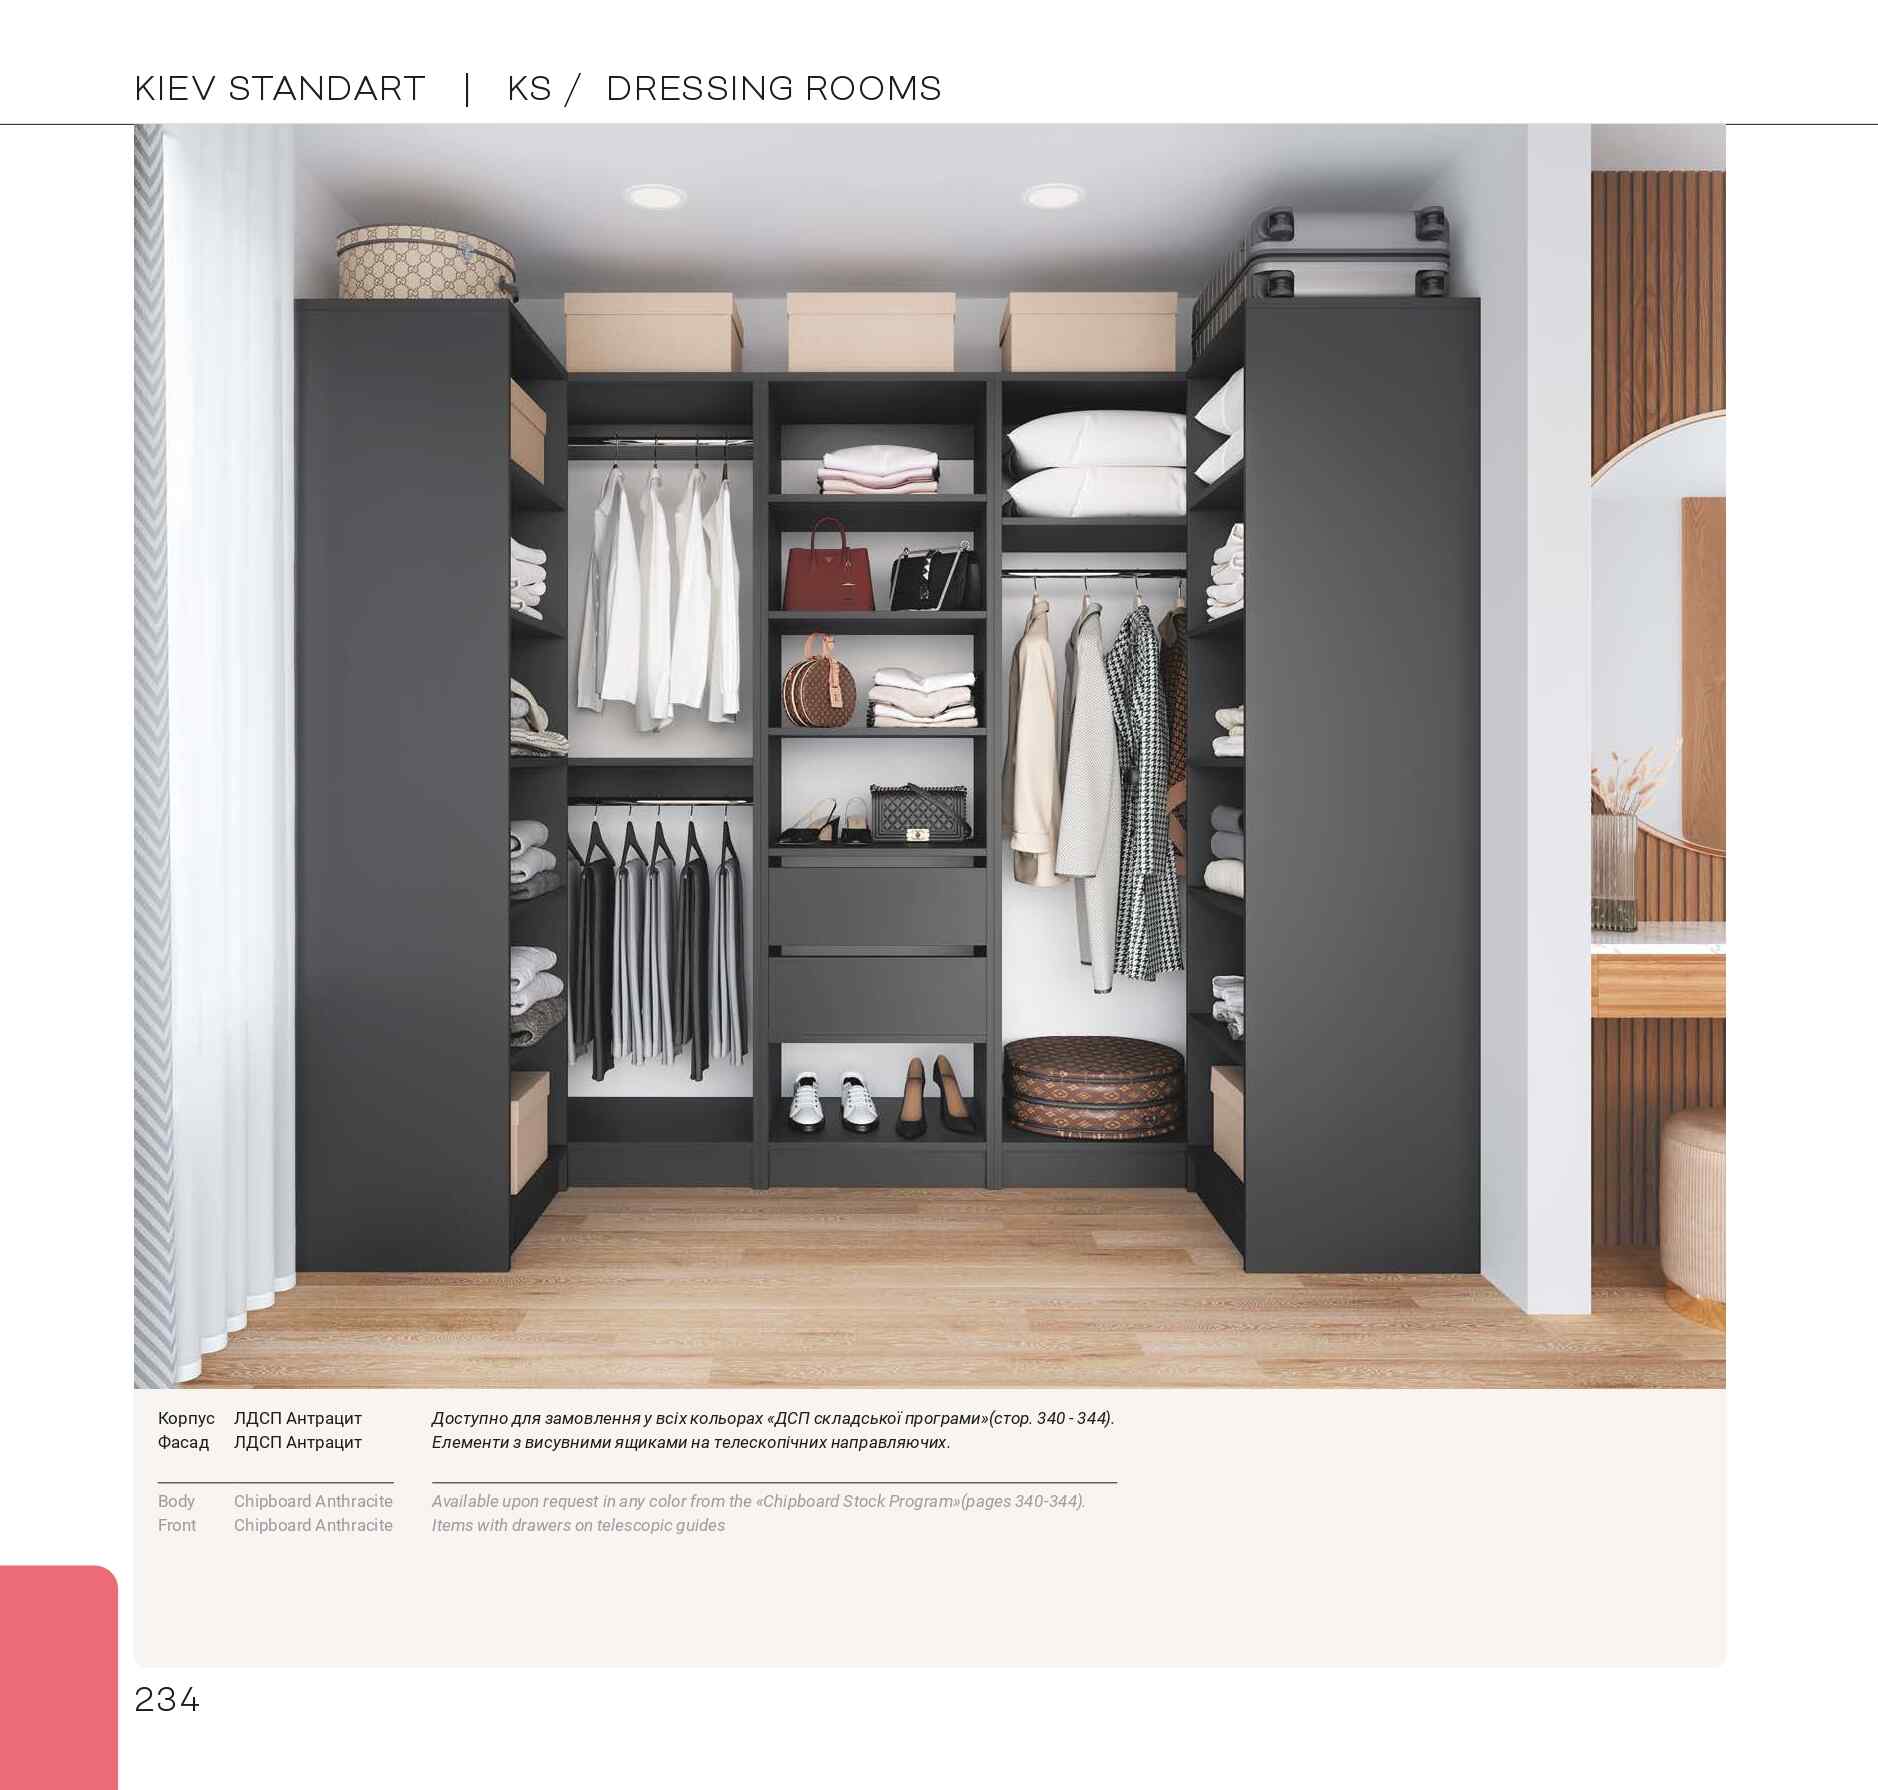 KIEV STANDART | KS / DRESSING ROOMS
Корпус ЛДСП Антрацит
Фасад ЛДСП Антрацит
Доступно для замовлення у всіх кольорах «ДСП складської програми»(стор. 340 - 344).
Елементи з висувними ящиками на телескопічних направляючих.
Body Chipboard Anthracite
Front Chipboard Anthracite
Available upon request in any color from the «Chipboard Stock Program»(pages 340-344).
Items with drawers on telescopic guides
234